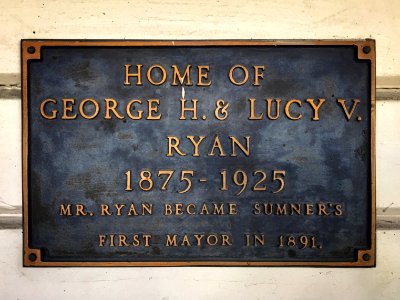 HOME OF
GEORGE H. & LUCY V.
RYAN
1875-1925
MR. RYAN BECAME SUMNER'S
FIRST MAYOR IN 1891.